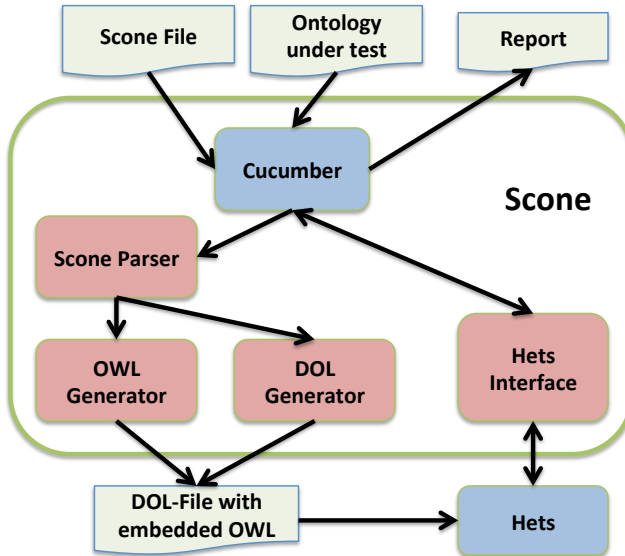 Scone File
Ontology
under test
Report
Cucumber
Scone
Scone Parser
OWL
Generator
DOL
Generator
Hets
Interface
DOL-File with
embedded OWL
Hets